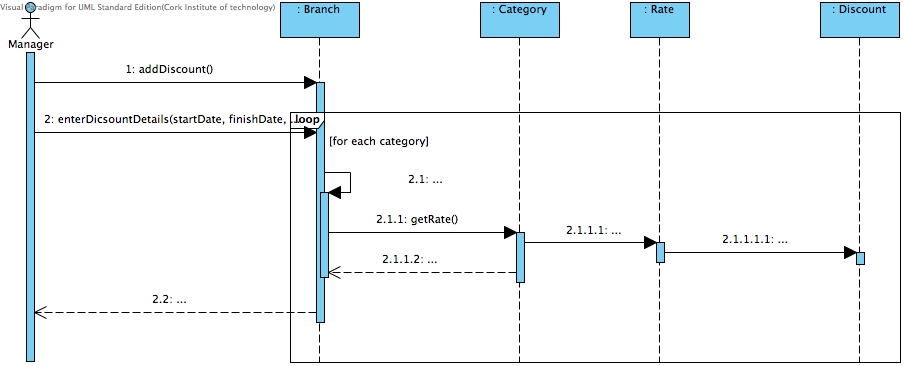 Visual Paradigm for UML Standard Edition(Cork Institute of technology)
: Branch
: Category
: Rate
: Discount
Manager
1: addDiscount()
2: enterDicsountDetails(startDate, finishDate, ...
loop
[for each category]
2.1: ...
2.1.1: getRate()
2.1.1.1: ...
2.1.1.1.1: ...
2.1.1.2: ...
2.2: ...